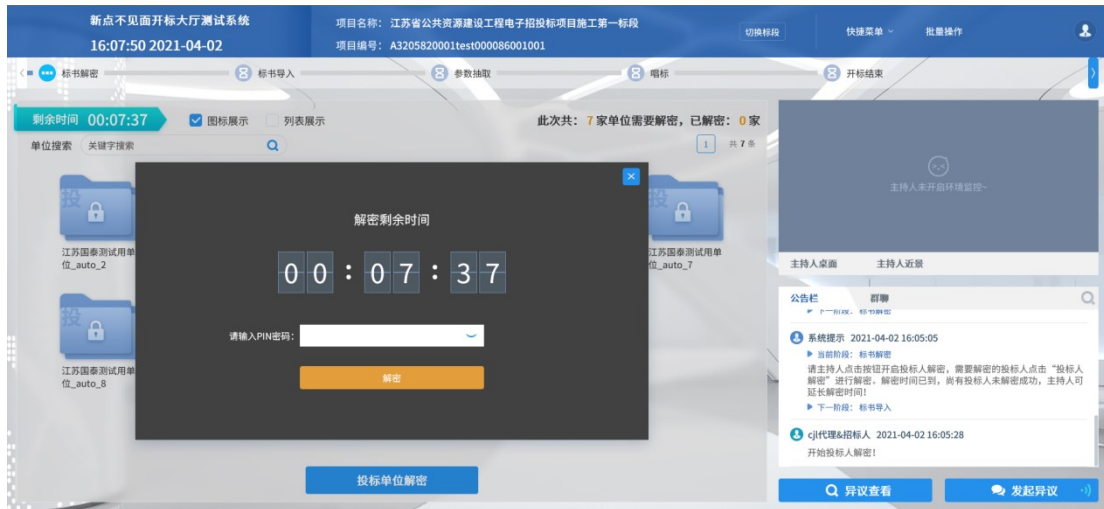 新点不见面开标大厅测试系统
16:07:50 2021-04-02
项目名称： 江苏省公共资源建设工程电子招投标项目施工第一标段
项目编号： A3205820001test000086001001
切换标段
快捷菜单
批量操作
标书解密
标书导入
参数抽取
唱标
开标结束
剩余时间 00:07:37
图标展示
列表展示
此次共： 7 家单位需要解密，已解密： 0 家
单位搜索 关键字搜索
1 共 7 条
投
江苏国泰测试用单
位_auto_2
投
江苏国泰测试用单
位_auto_7
投
江苏国泰测试用单
位_auto_8
解密剩余时间
00 : 07 : 37
请输入PIN密码：
解密
投标单位解密
主持人未开启环境监控~
主持人桌面 主持人近景
公告栏 群聊
下一阶段： 标书解密
系统提示 2021-04-02 16:05:05
当前阶段： 标书解密
请主持人点击按钮开启投标人解密，需要解密的投标人点击 “投标人
解密” 进行解密。解密时间已到，尚有投标人未解密成功，主持人可
延长解密时间！
下一阶段： 标书导入
cjl代理&招标人 2021-04-02 16:05:28
开始投标人解密！
异议查看
发起异议